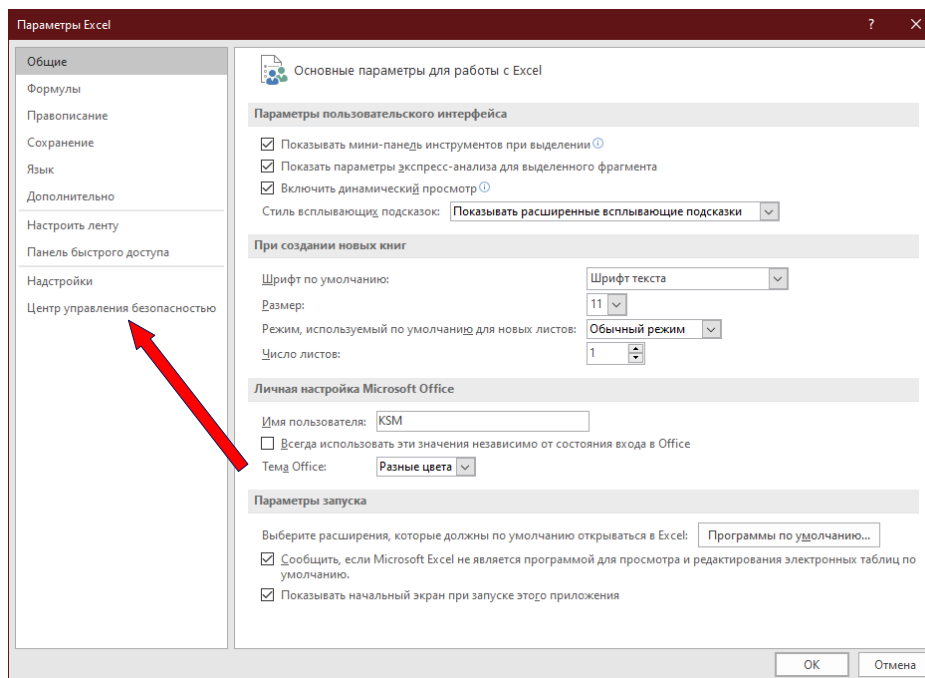 Параметры Excel
Общие
Формулы
Правописание
Сохранение
Язык
Дополнительно
Настроить ленту
Панель быстрого доступа
Надстройки
Центр управления безопасностью
Основные параметры для работы с Excel
Параметры пользовательского интерфейса
Показывать мини-панель инструментов при выделении
Показать параметры экспресс-анализа для выделенного фрагмента
Включить динамический просмотр
Стиль всплывающих подсказок: Показывать расширенные всплывающие подсказки
При создании новых книг
Шрифт по умолчанию: Шрифт текста
Размер: 11
Режим, используемый по умолчанию для новых листов: Обычный режим
Число листов: 1
Личная настройка Microsoft Office
Имя пользователя: KSM
Всегда использовать эти значения независимо от состояния входа в Office
Тема Office: Разные цвета
Параметры запуска
Выберите расширения, которые должны по умолчанию открываться в Excel: Программы по умолчанию...
Сообщить, если Microsoft Excel не является программой для просмотра и редактирования электронных таблиц по
умолчанию.
Показывать начальный экран при запуске этого приложения
ОК Отмена